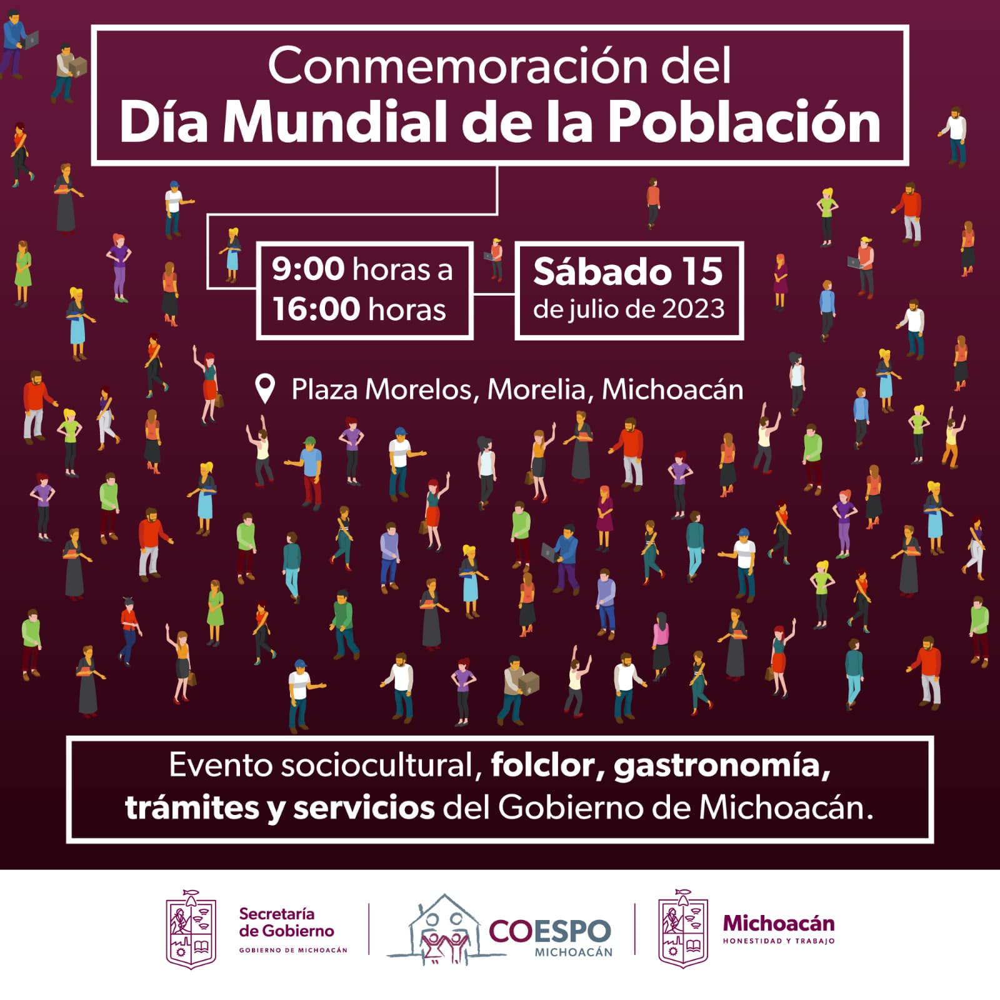 Conmemoración del
Día Mundial de la Población
9:00 horas a
16:00 horas
Sábado 15
de julio de 2023
Plaza Morelos, Morelia, Michoacán
Evento sociocultural, folclor, gastronomía,
trámites y servicios del Gobierno de Michoacán.
Secretaría
de Gobierno
GOBIERNO DE MICHOACÁN
COESPO
MICHOACÁN
Michoacán
HONESTIDAD Y TRABAJO